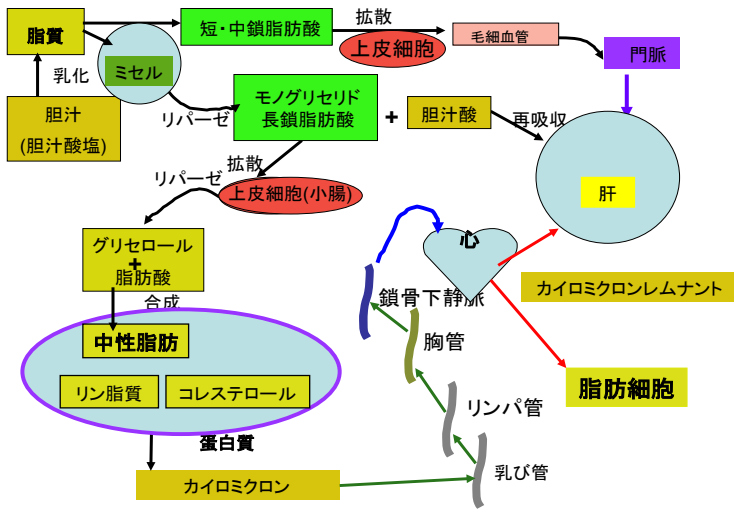 脂質
短・中鎖脂肪酸
拡散
上皮細胞
毛細血管
門脈
乳化
ミセル
胆汁
(胆汁酸塩)
リパーゼ
モノグリセリド
長鎖脂肪酸
+
胆汁酸
再吸収
肝
拡散
リパーゼ
上皮細胞(小腸)
グリセロール
+
脂肪酸
合成
中性脂肪
リン脂質
コレステロール
蛋白質
カイロミクロン
心
鎖骨下静脈
胸管
リンパ管
乳び管
カイロミクロンレムナント
脂肪細胞